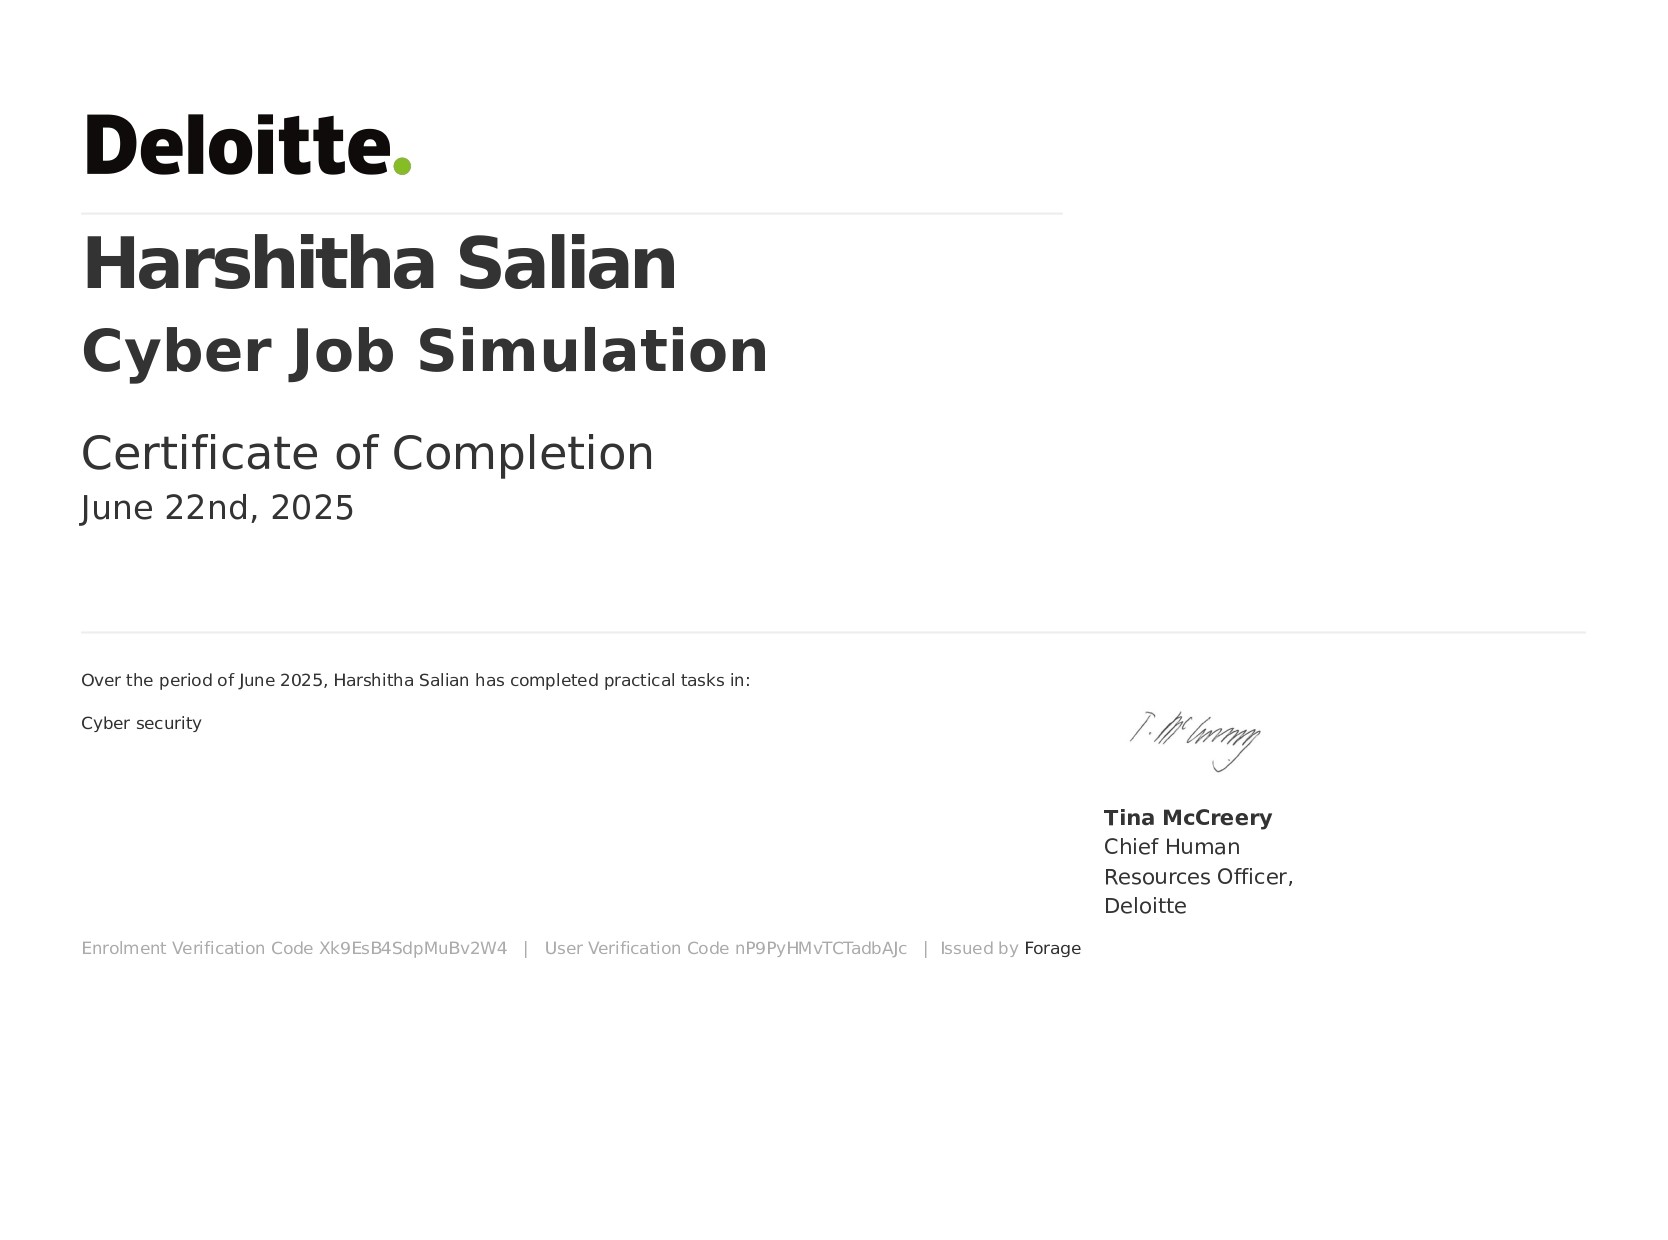 Deloitte.
Harshitha Salian
Cyber Job Simulation
Certificate of Completion
June 22nd, 2025
Over the period of June 2025, Harshitha Salian has completed practical tasks in:
Cyber security
T. McCreery
Tina McCreery
Chief Human
Resources Officer,
Deloitte
Enrolment Verification Code Xk9EsB4SdpMuBv2W4 | User Verification Code nP9PyHMvTCTadbAJc | Issued by Forage